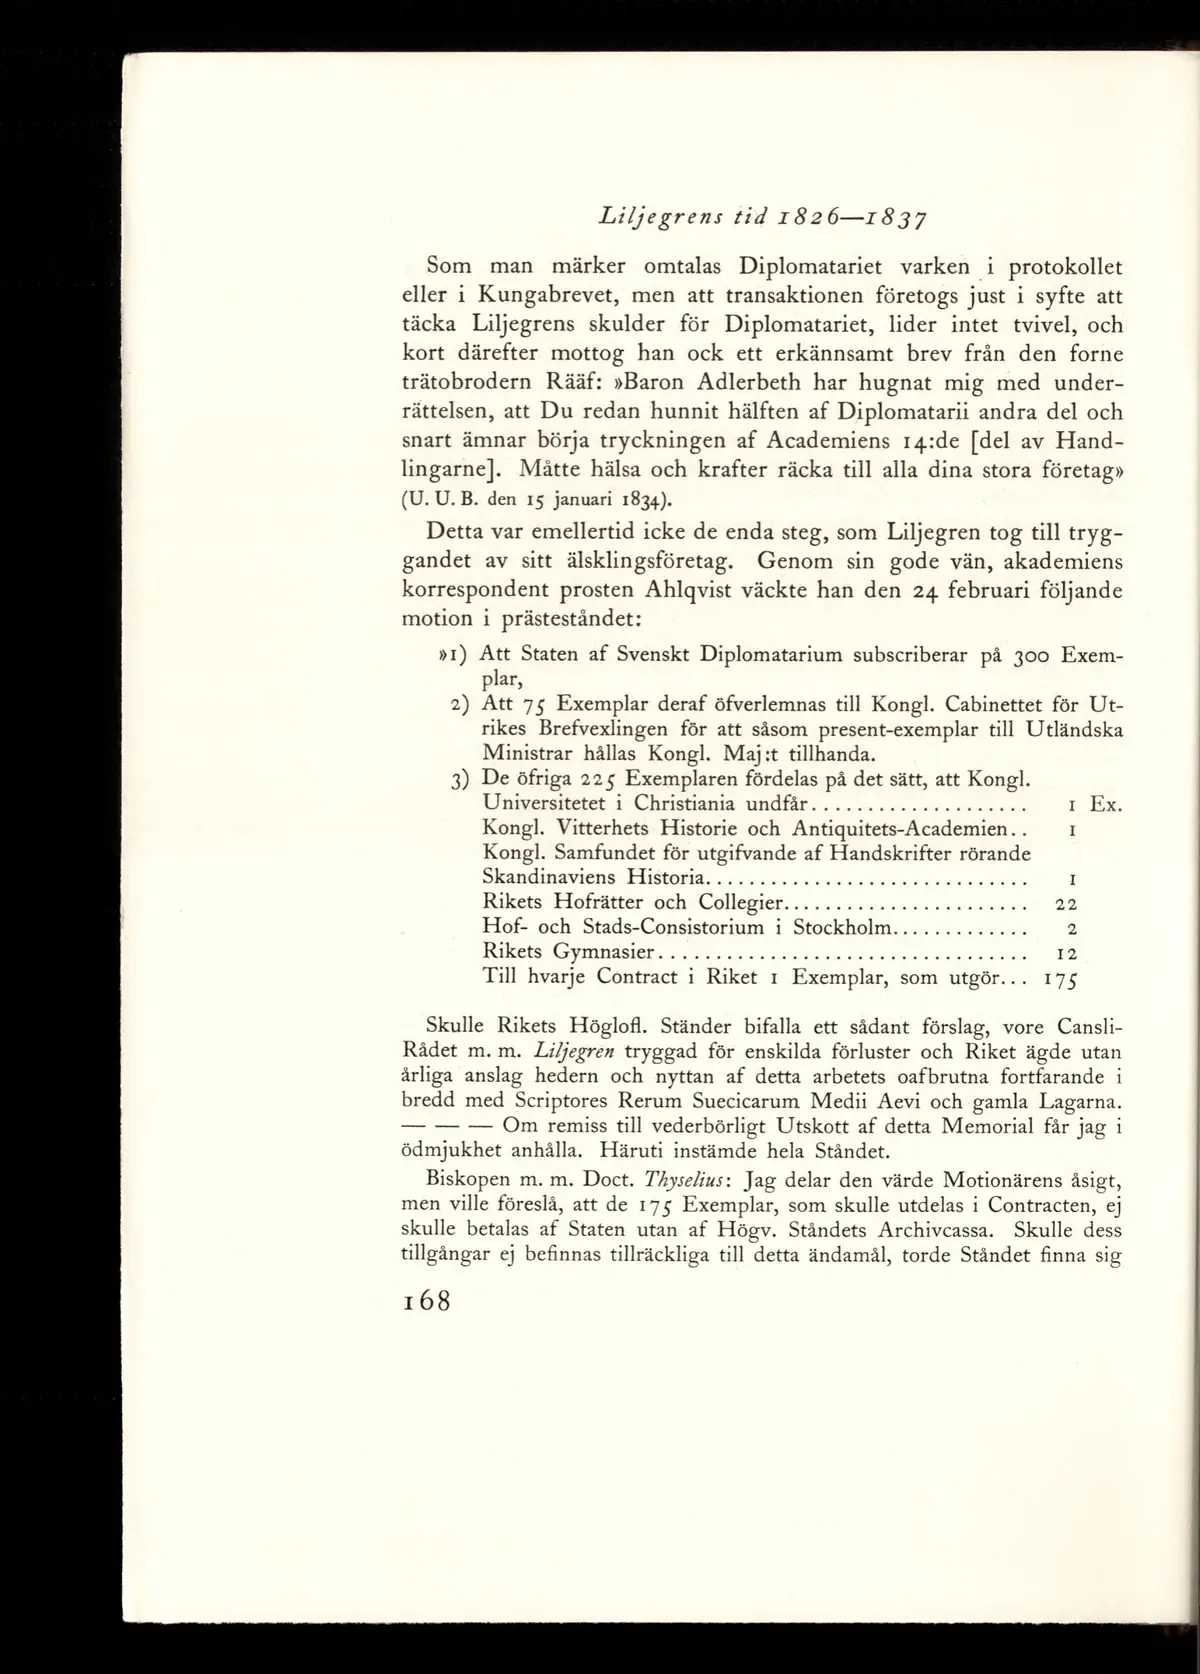 Liljegrens tid 1826—1837
Som man märker omtalas Diplomatariet varken i protokollet
eller i Kungabrevet, men att transaktionen företogs just i syfte att
täcka Liljegrens skulder för Diplomatariet, lider intet tvivel, och
kort därefter mottog han ock ett erkännsamt brev från den forne
trätobrodern Rääf: »Baron Adlerbeth har hugnat mig med under-
rättelsen, att Du redan hunnit hälften af Diplomatarii andra del och
snart ämnar börja tryckningen af Academiens 14:de [del av Hand-
lingarne]. Måtte hälsa och krafter räcka till alla dina stora företag»
(U. U. B. den 15 januari 1834).
Detta var emellertid icke de enda steg, som Liljegren tog till tryg-
gandet av sitt älsklingsföretag. Genom sin gode vän, akademiens
korrespondent prosten Ahlqvist väckte han den 24 februari följande
motion i prästeståndet:
»1) Att Staten af Svenskt Diplomatarium subscriberar på 300 Exem-
plar,
2) Att 75 Exemplar deraf öfverlemnas till Kongl. Cabinettet för Ut-
rikes Brefvexlingen för att såsom present-exemplar till Utländska
Ministrar hållas Kongl. Maj:t tillhanda.
3) De öfriga 225 Exemplaren fördelas på det sätt, att Kongl.
Universitetet i Christiania undfår.................... 1 Ex.
Kongl. Vitterhets Historie och Antiquitets-Academien.. 1
Kongl. Samfundet för utgifvande af Handskrifter rörande
Skandinaviens Historia.............................. 1
Rikets Hofrätter och Collegier....................... 22
Hof- och Stads-Consistorium i Stockholm............. 2
Rikets Gymnasier................................... 12
Till hvarje Contract i Riket 1 Exemplar, som utgör... 175
Skulle Rikets Höglofl. Ständer bifalla ett sådant förslag, vore Cansli-
Rådet m. m. Liljegren tryggad för enskilda förluster och Riket ägde utan
årliga anslag hedern och nyttan af detta arbetets oafbrutna fortfarande i
bredd med Scriptores Rerum Suecicarum Medii Aevi och gamla Lagarna.
— — — Om remiss till vederbörligt Utskott af detta Memorial får jag i
ödmjukhet anhålla. Häruti instämde hela Ståndet.
Biskopen m. m. Doct. Thyselius: Jag delar den värde Motionärens åsigt,
men ville föreslå, att de 175 Exemplar, som skulle utdelas i Contracten, ej
skulle betalas af Staten utan af Högv. Ståndets Archivcassa. Skulle dess
tillgångar ej befinnas tillräckliga till detta ändamål, torde Ståndet finna sig
168